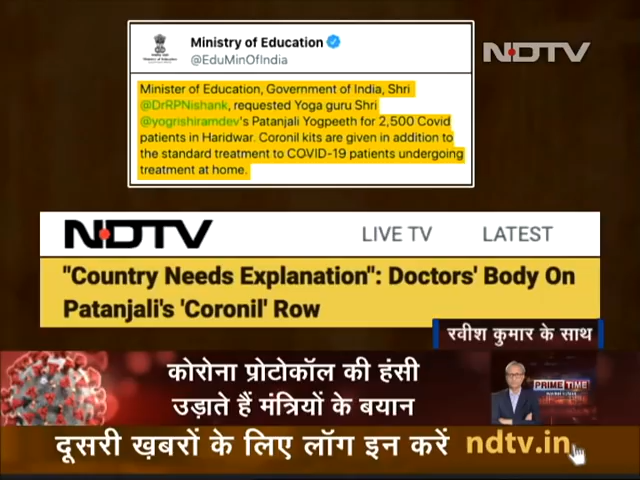 Ministry of Education
@EduMinOfIndia
NDTV
Minister of Education, Government of India, Shri
@DrRPNishank, requested Yoga guru Shri
@yogrishiramdev's Patanjali Yogpeeth for 2,500 Covid
patients in Haridwar. Coronil kits are given in addition to
the standard treatment to COVID-19 patients undergoing
treatment at home.
NDTV LIVE TV LATEST
"Country Needs Explanation": Doctors' Body On
Patanjali's 'Coronil' Row
रवीश कुमार के साथ
कोरोना प्रोटोकॉल की हंसी
उड़ाते हैं मंत्रियों के बयान
PRIME TIME
दूसरी ख़बरों के लिए लॉग इन करें ndtv.in